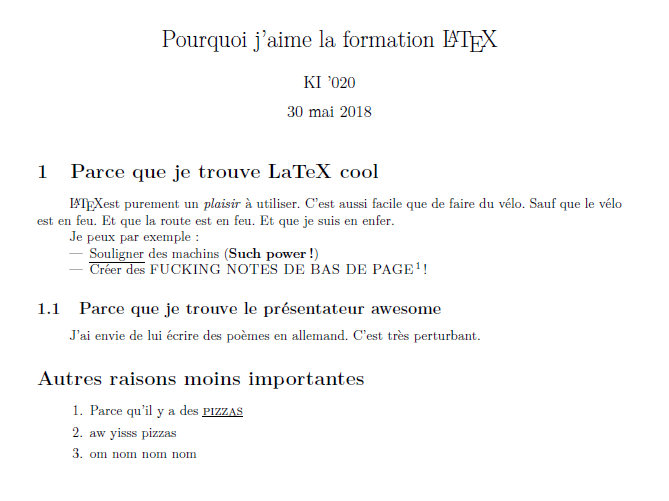 Pourquoi j'aime la formation LATEX
KI '020
30 mai 2018
1 Parce que je trouve LaTeX cool
LATEXest purement un plaisir à utiliser. C'est aussi facile que de faire du vélo. Sauf que le vélo
est en feu. Et que la route est en feu. Et que je suis en enfer.
Je peux par exemple :
— Souligner des machins (Such power !)
— Créer des FUCKING NOTES DE BAS DE PAGE 1 !
1.1 Parce que je trouve le présentateur awesome
J'ai envie de lui écrire des poèmes en allemand. C'est très perturbant.
Autres raisons moins importantes
1. Parce qu'il y a des PIZZAS
2. aw yisss pizzas
3. om nom nom nom